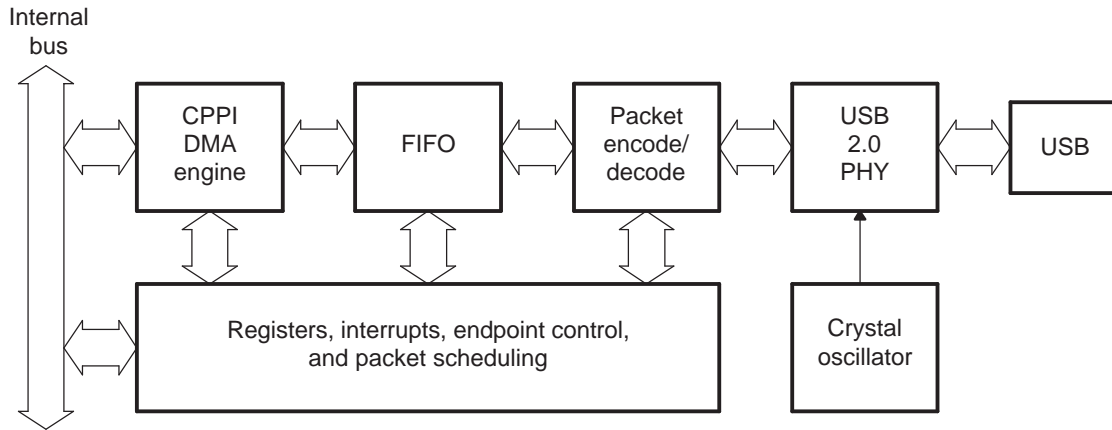 Internal
bus
CPPI
DMA
engine
FIFO
Packet
encode/
decode
USB
2.0
PHY
USB
Registers, interrupts, endpoint control,
and packet scheduling
Crystal
oscillator